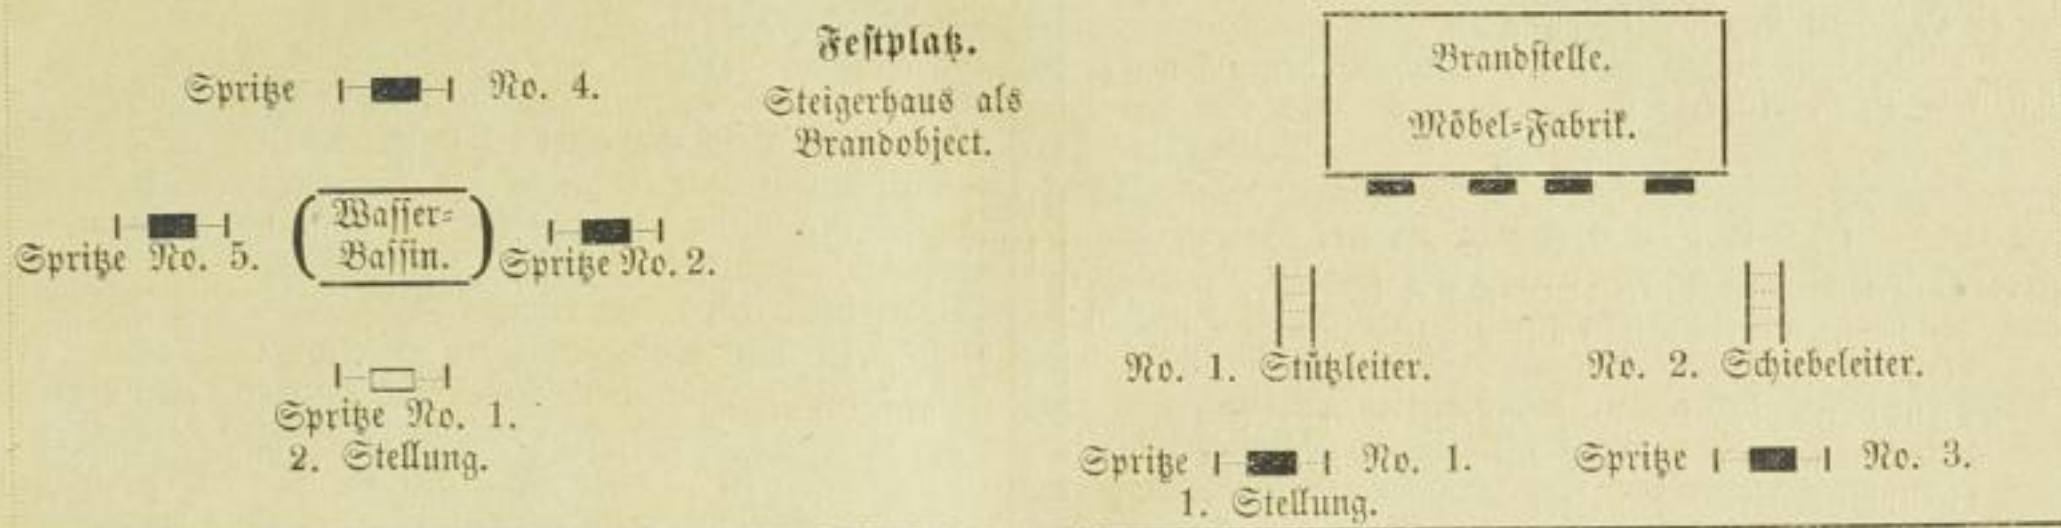 Festplatz.
Steigerhaus als
Brandobject.
Spritze No. 4.
Wasser-
Bassin.
Spritze No. 5.
Spritze No. 2.
Spritze No. 1.
2. Stellung.
Brandstelle.
Möbel-Fabrik.
No. 1. Stützleiter.
No. 2. Schiebeleiter.
Spritze No. 1.
1. Stellung.
Spritze No. 3.